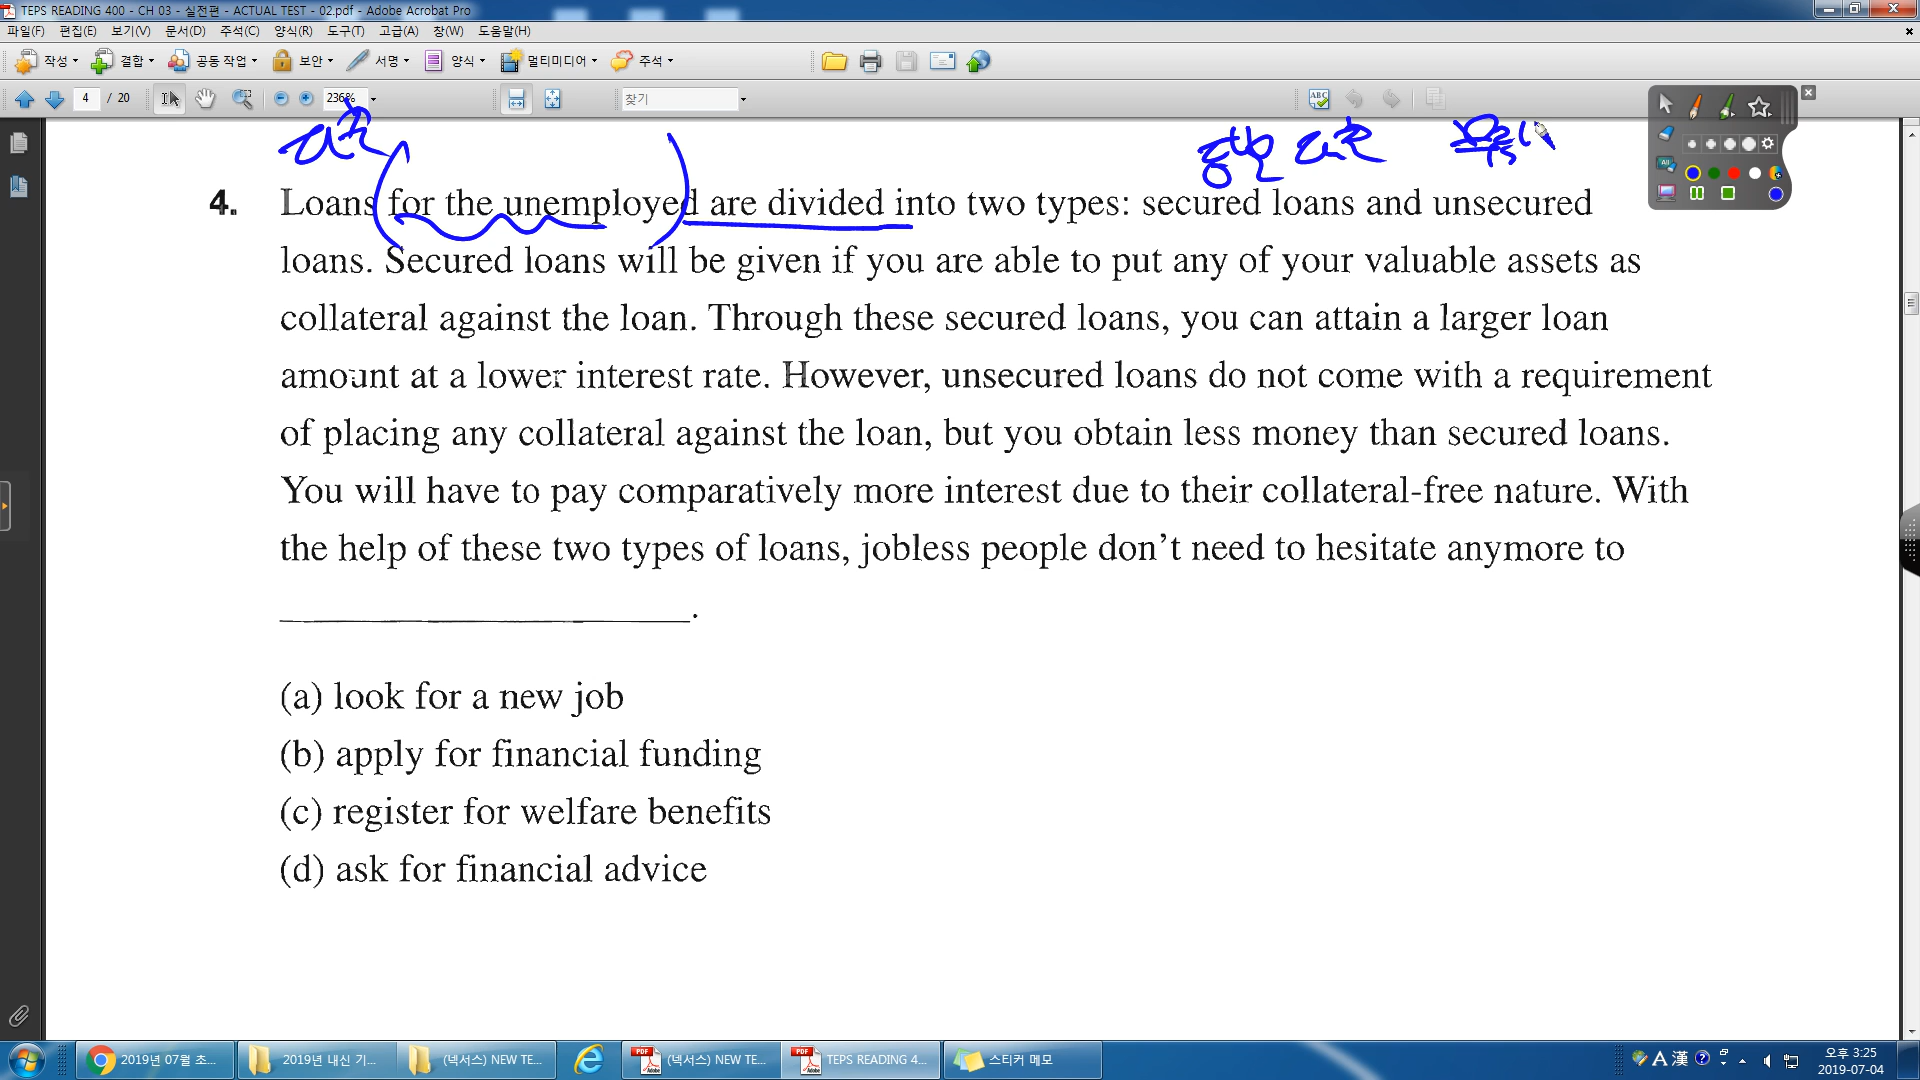 TEPS READING 400 - CH 03 - 실전편 - ACTUAL TEST - 02.pdf - Adobe Acrobat Pro
파일(F) 편집(E) 보기(V) 문서(D) 주석(C) 양식(R) 도구(T) 고급(A) 창(W) 도움말(H)
작성 결합 공동 작업 보안 서명 양식 멀티미디어 주석
4 / 20 236% 찾기
4. Loans for the unemployed are divided into two types: secured loans and unsecured
loans. Secured loans will be given if you are able to put any of your valuable assets as
collateral against the loan. Through these secured loans, you can attain a larger loan
amount at a lower interest rate. However, unsecured loans do not come with a requirement
of placing any collateral against the loan, but you obtain less money than secured loans.
You will have to pay comparatively more interest due to their collateral-free nature. With
the help of these two types of loans, jobless people don't need to hesitate anymore to
.
(a) look for a new job
(b) apply for financial funding
(c) register for welfare benefits
(d) ask for financial advice
2019년 07월 초... 2019년 내신 기... (넥서스) NEW TE... (넥서스) NEW TE... TEPS READING 4... 스티커 메모
A 漢 오후 3:25
2019-07-04